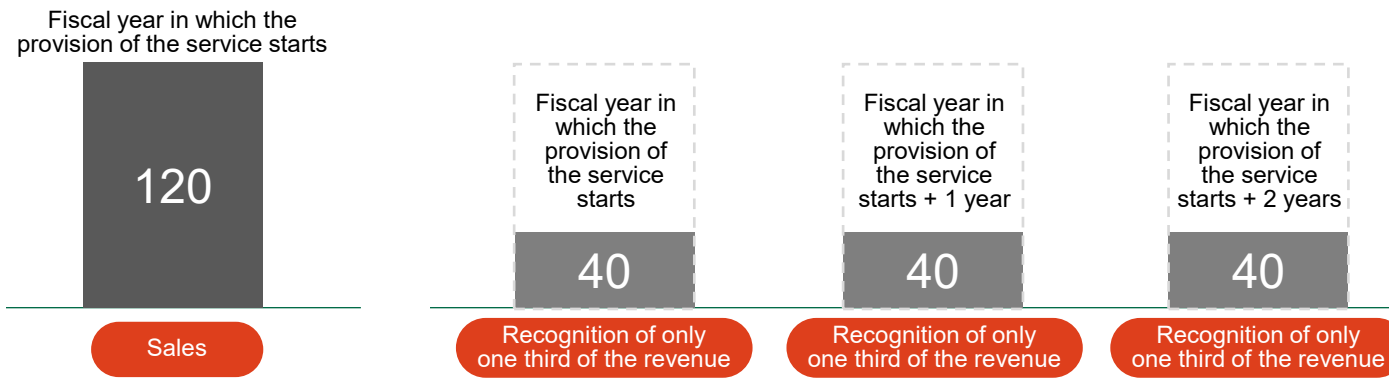 Fiscal year in which the
provision of the service starts
120
Sales
Fiscal year in
which the
provision of
the service
starts
40
Recognition of only
one third of the revenue
Fiscal year in
which the
provision of
the service
starts + 1 year
40
Recognition of only
one third of the revenue
Fiscal year in
which the
provision of
the service
starts + 2 years
40
Recognition of only
one third of the revenue